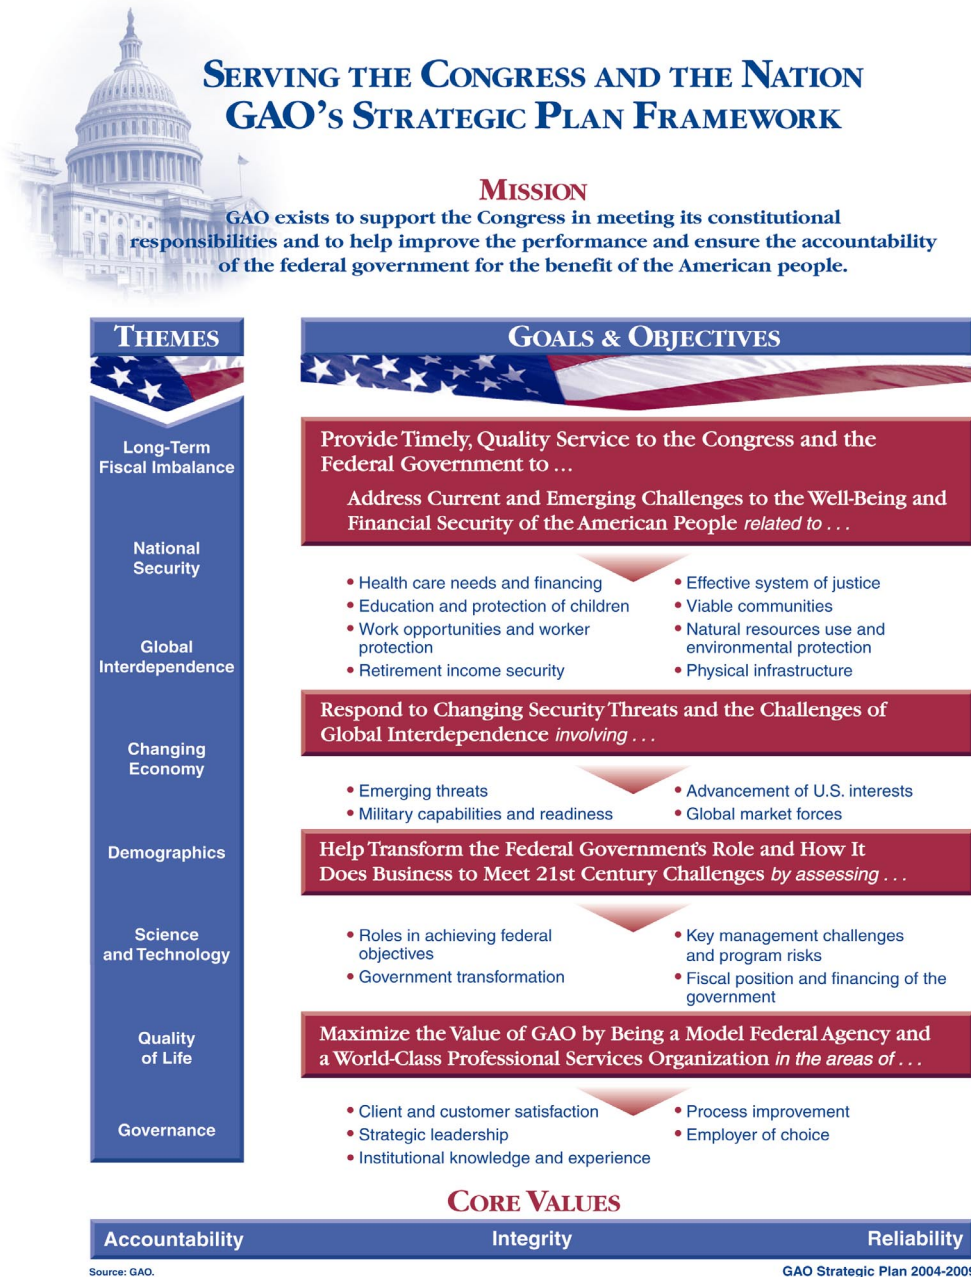 SERVING THE CONGRESS AND THE NATION
GAO'S STRATEGIC PLAN FRAMEWORK
MISSION
GAO exists to support the Congress in meeting its constitutional
responsibilities and to help improve the performance and ensure the accountability
of the federal government for the benefit of the American people.
THEMES
Long-Term
Fiscal Imbalance
National
Security
Global
Interdependence
Changing
Economy
Demographics
Science
and Technology
Quality
of Life
Governance
GOALS & OBJECTIVES
Provide Timely, Quality Service to the Congress and the
Federal Government to ...
Address Current and Emerging Challenges to the Well-Being and
Financial Security of the American People related to . . .
• Health care needs and financing
• Education and protection of children
• Work opportunities and worker
protection
• Retirement income security
• Effective system of justice
• Viable communities
• Natural resources use and
environmental protection
• Physical infrastructure
Respond to Changing Security Threats and the Challenges of
Global Interdependence involving . . .
• Emerging threats
• Military capabilities and readiness
• Advancement of U.S. interests
• Global market forces
Help Transform the Federal Government's Role and How It
Does Business to Meet 21st Century Challenges by assessing . . .
• Roles in achieving federal
objectives
• Government transformation
• Key management challenges
and program risks
• Fiscal position and financing of the
government
Maximize the Value of GAO by Being a Model Federal Agency and
a World-Class Professional Services Organization in the areas of . . .
• Client and customer satisfaction
• Strategic leadership
• Institutional knowledge and experience
• Process improvement
• Employer of choice
CORE VALUES
Accountability
Integrity
Reliability
Source: GAO.
GAO Strategic Plan 2004-2009